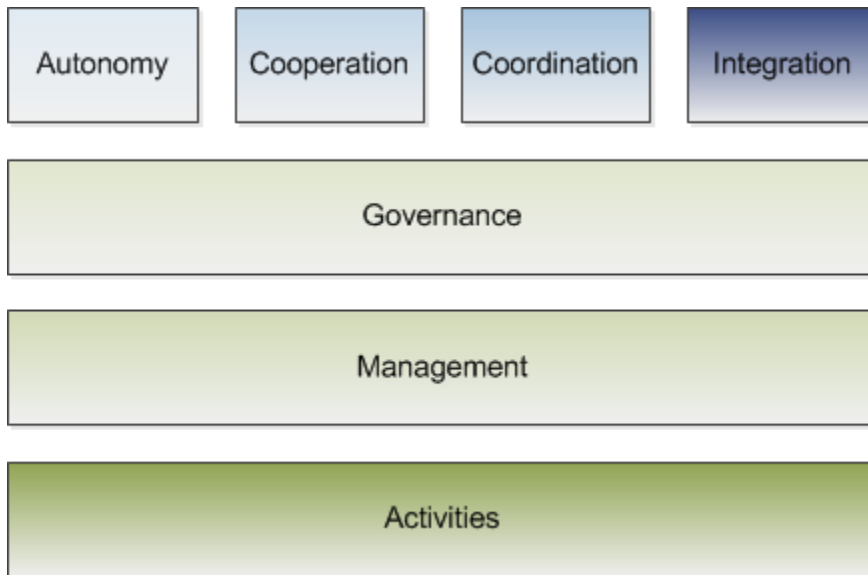 Autonomy
Cooperation
Coordination
Integration
Governance
Management
Activities